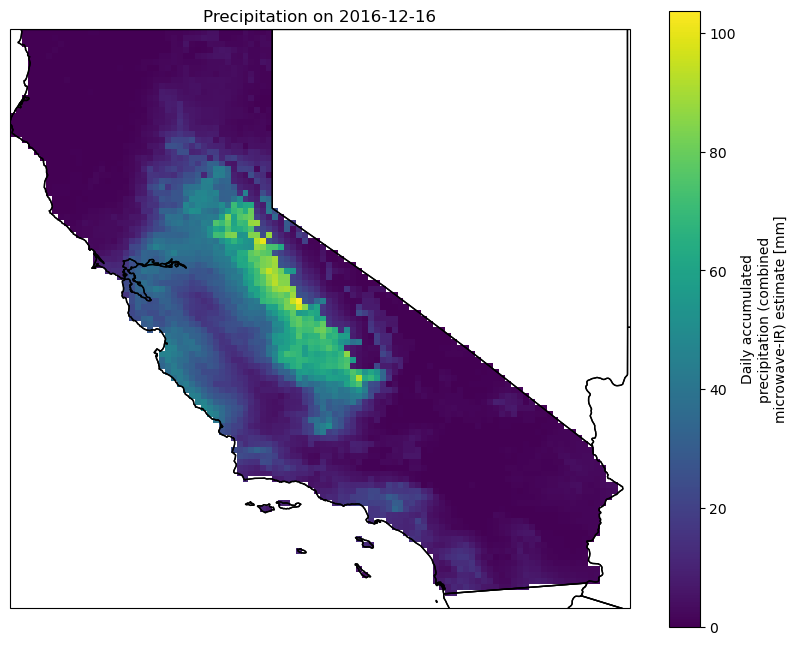 Precipitation on 2016-12-16
100
80
60
40
20
0
Daily accumulated
precipitation (combined
microwave-IR) estimate [mm]